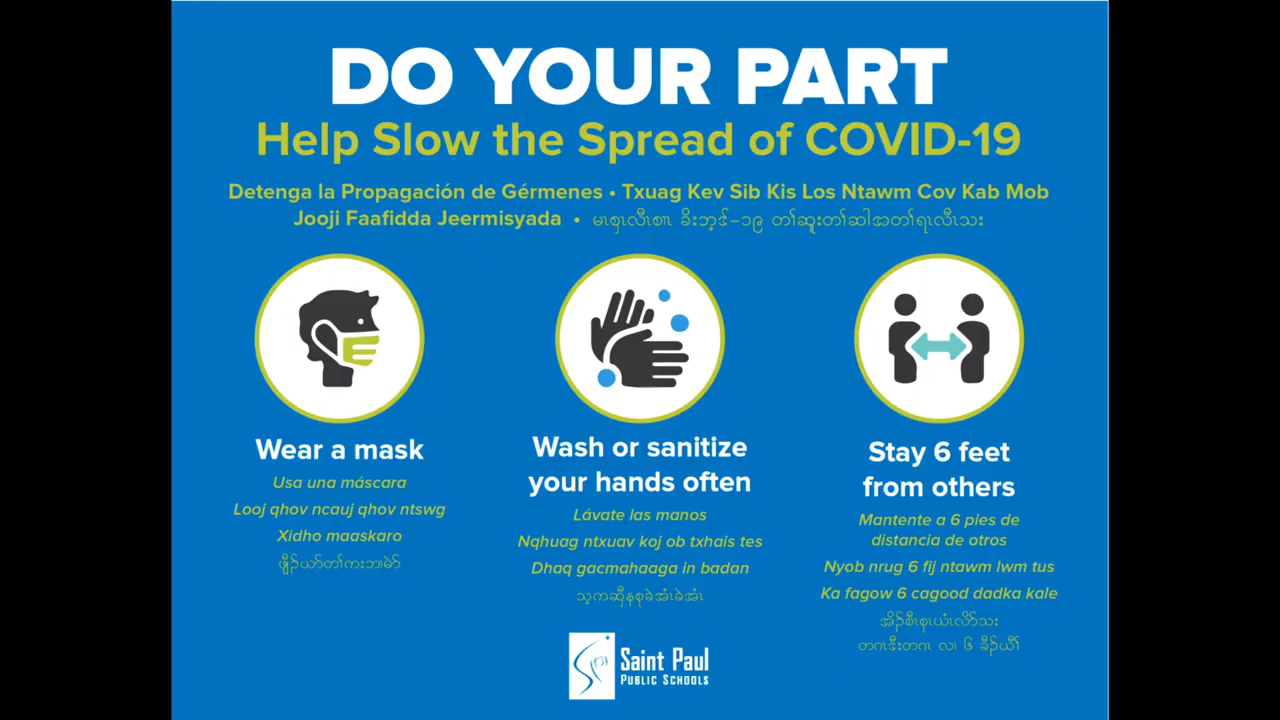 DO YOUR PART
Help Slow the Spread of COVID-19
Detenga la Propagación de Gérmenes • Txuag Kev Sib Kis Los Ntawm Cov Kab Mob
Jooji Faafidda Jeermisyada •
Wear a mask
Usa una máscara
Looj qhov ncauj qhov ntswg
Xidho maaskaro
Wash or sanitize
your hands often
Lávate las manos
Nqhuag ntxuav koj ob txhais tes
Dhaq gacmahaaga in badan
Stay 6 feet
from others
Mantente a 6 pies de
distancia de otros
Nyob nrug 6 fij ntawm lwm tus
Ka fagow 6 cagood dadka kale
Saint Paul
PUBLIC SCHOOLS